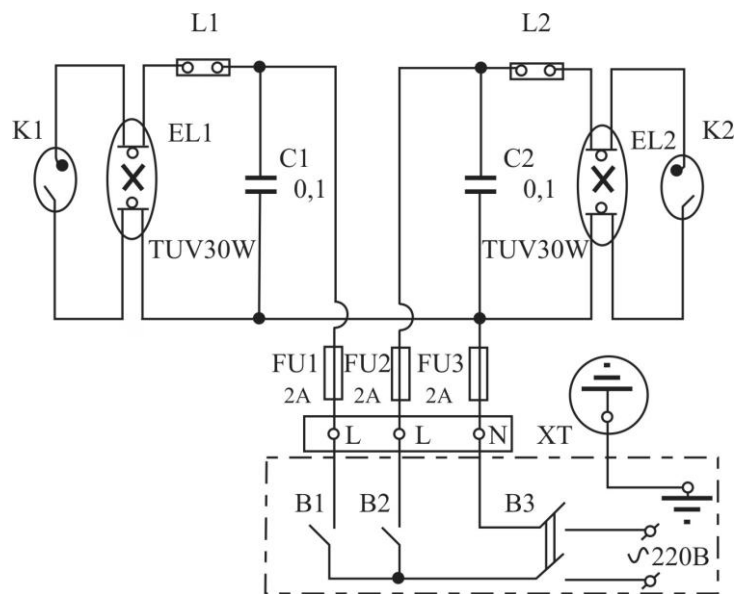 L1 L2
K1 EL1 C1 C2 EL2 K2
0,1 0,1
TUV30W TUV30W
FU1 FU2 FU3
2A 2A 2A
L L N XT
B1 B2 B3
220B